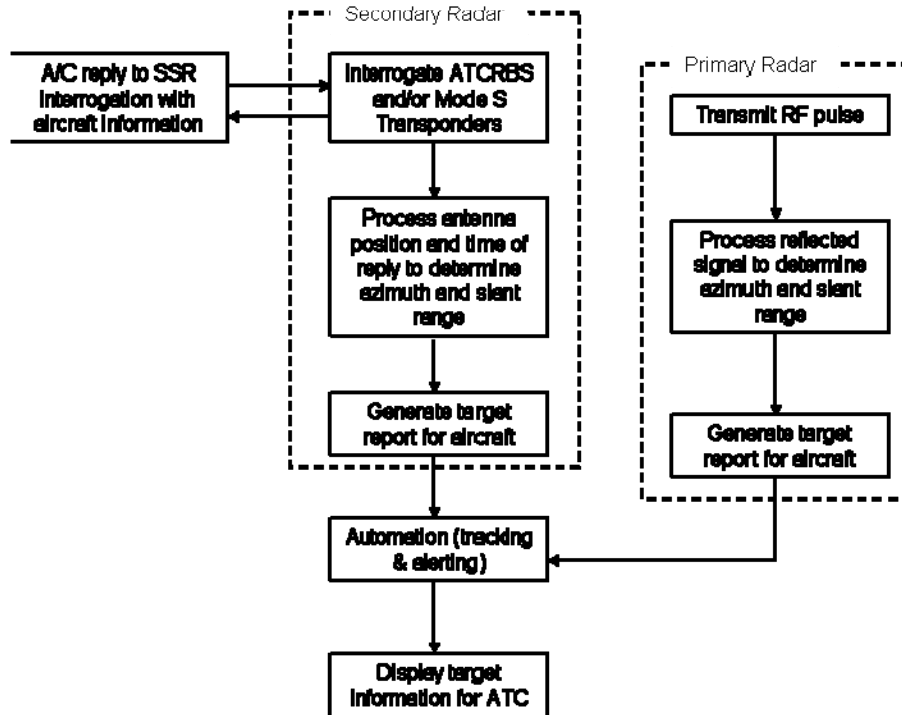 Secondary Radar
A/C reply to SSR
Interrogation with
aircraft Information
Interrogate ATCRBS
and/or Mode S
Transponders
Process antenna
position and time of
reply to determine
azimuth and slant
range
Generate target
report for aircraft
Primary Radar
Transmit RF pulse
Process reflected
signal to determine
azimuth and slant
range
Generate target
report for aircraft
Automation (tracking
& alerting)
Display target
Information for ATC